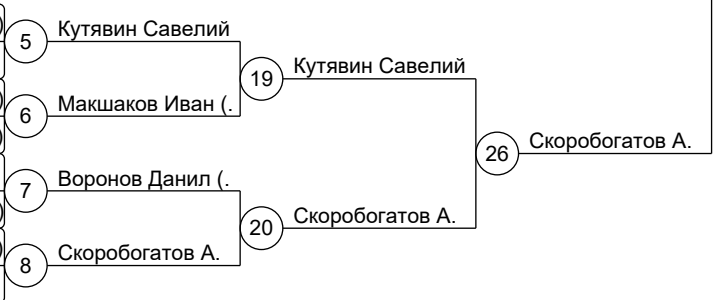 5 Кутявин Савелий
19 Кутявин Савелий
6 Макшаков Иван (.
26 Скоробогатов А.
7 Воронов Данил (.
20 Скоробогатов А.
8 Скоробогатов А.